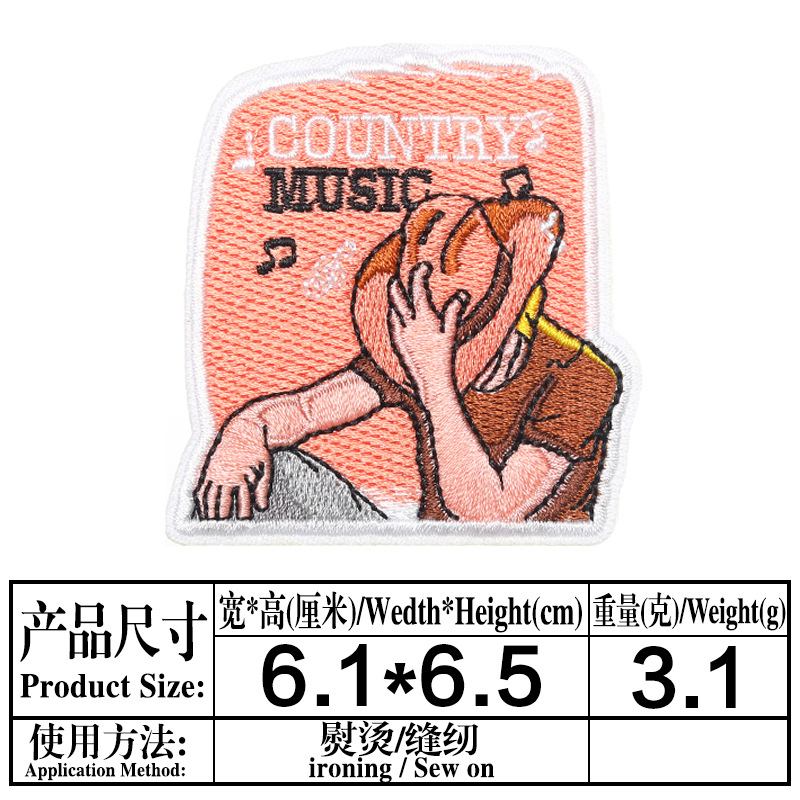 COUNTRY
MUSIC
产品尺寸
Product Size:
宽*高(厘米)/Wedth*Height(cm)
6.1*6.5
重量(克)/Weight(g)
3.1
使用方法:
Application Method:
熨烫/缝纫
ironing / Sew on